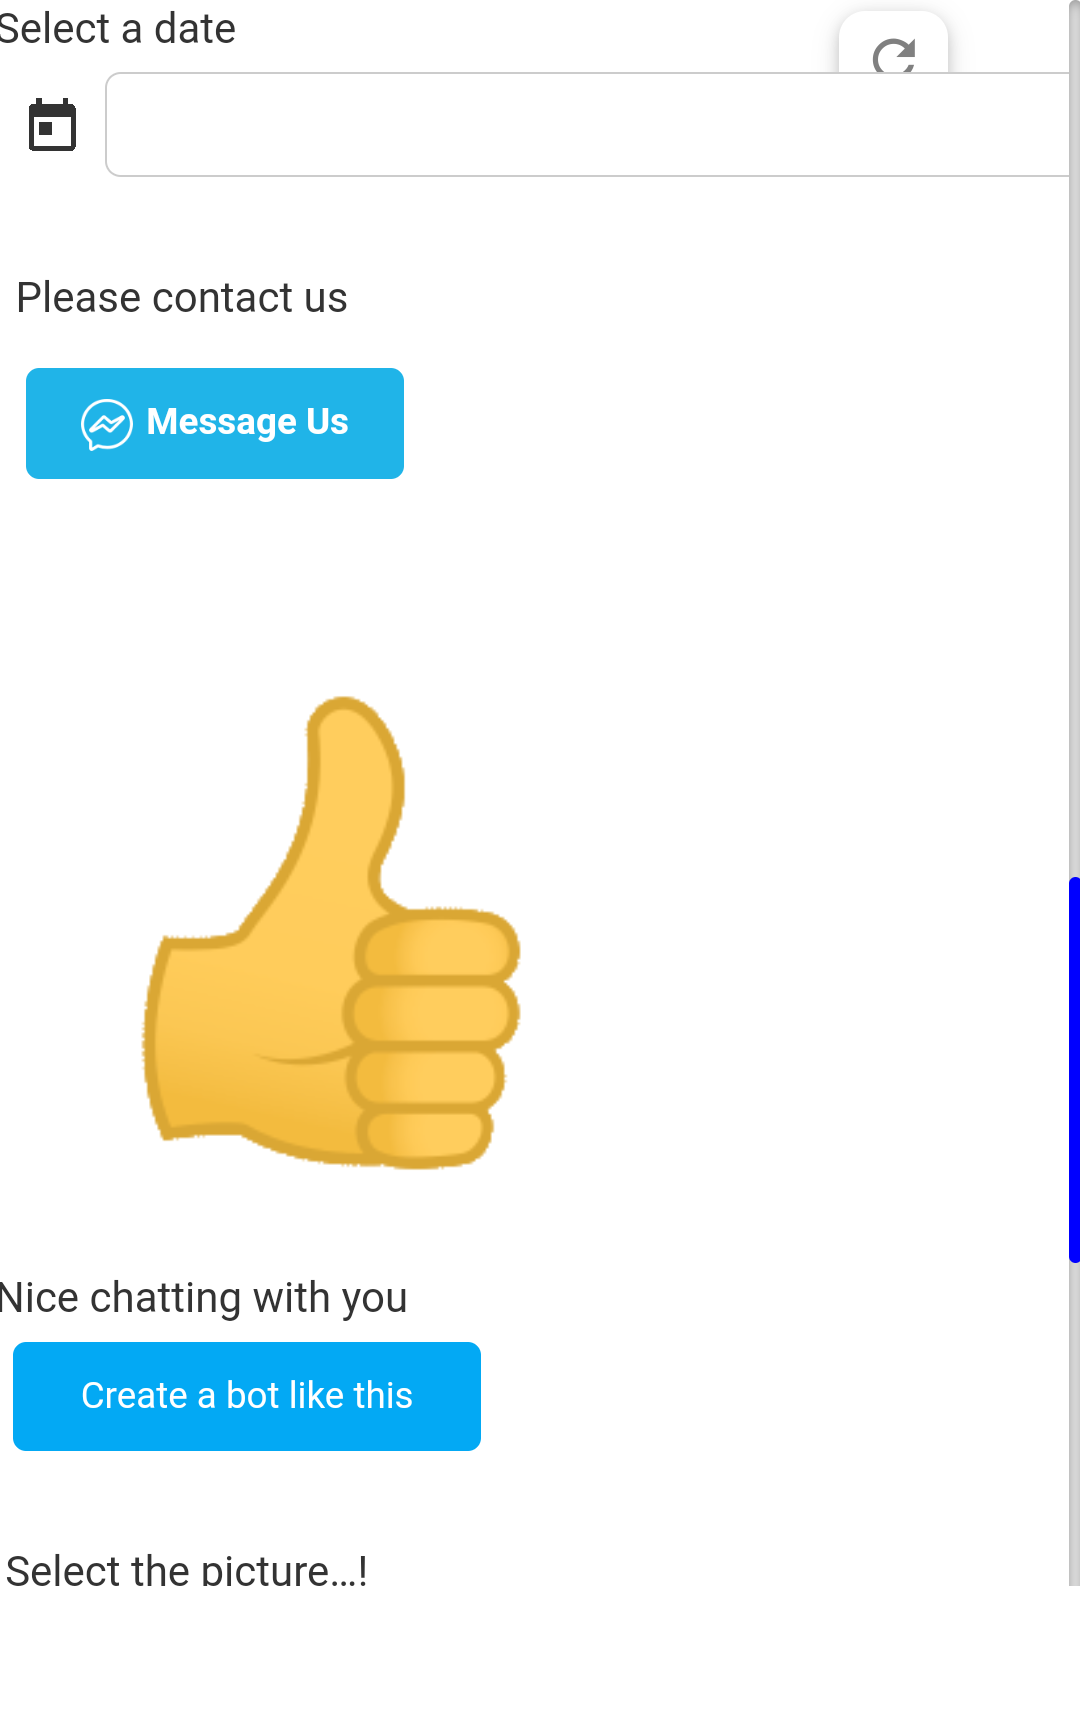 Select a date
Please contact us
Message Us
Nice chatting with you
Create a bot like this
Select the picture...!